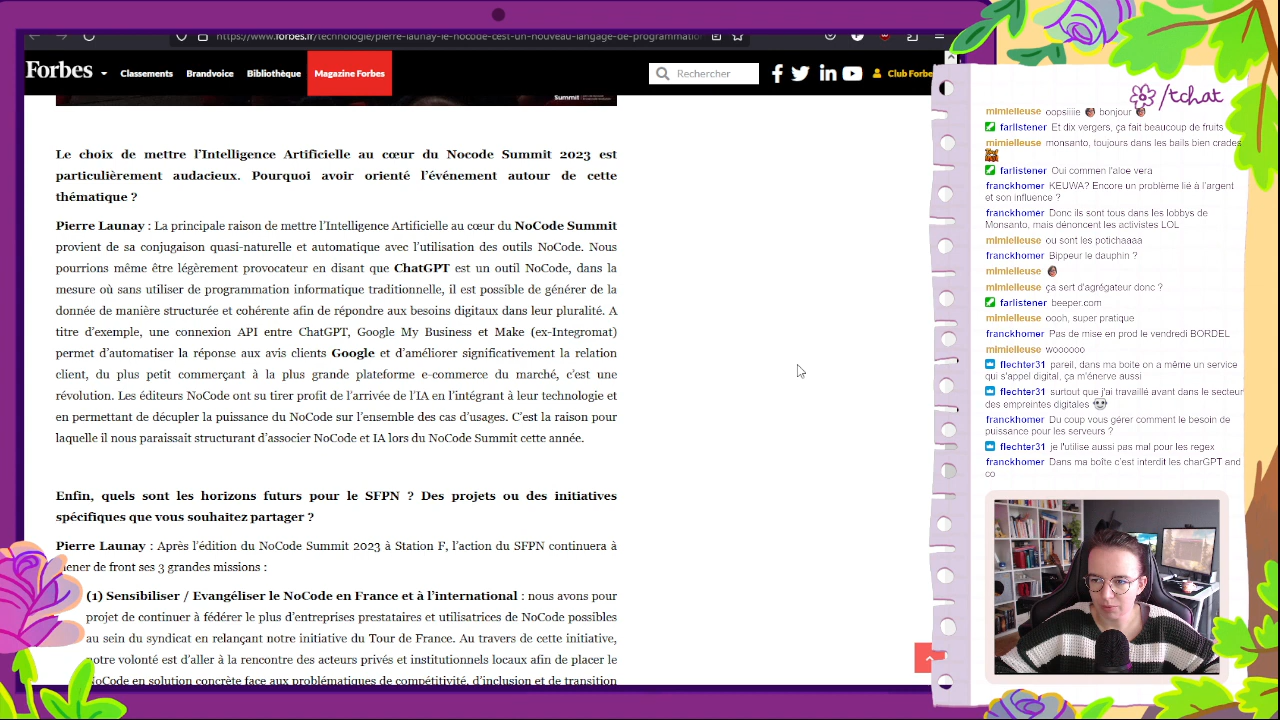 https://www.forbes.fr/technologie/pierre-launay-le-nocode-cest-un-nouveau-langage-de-programmation
Forbes
Classements
Brandvoice
Bibliothèque
Magazine Forbes
Rechercher
Club Forbe
Summit
Le choix de mettre l’Intelligence Artificielle au cœur du Nocode Summit 2023 est
particulièrement audacieux. Pourquoi avoir orienté l’événement autour de cette
thématique ?
Pierre Launay : La principale raison de mettre l’Intelligence Artificielle au cœur du NoCode Summit
provient de sa conjugaison quasi-naturelle et automatique avec l’utilisation des outils NoCode. Nous
pourrions même être légèrement provocateur en disant que ChatGPT est un outil NoCode, dans la
mesure où sans utiliser de programmation informatique traditionnelle, il est possible de générer de la
donnée de manière structurée et cohérente afin de répondre aux besoins digitaux dans leur pluralité. A
titre d’exemple, une connexion API entre ChatGPT, Google My Business et Make (ex-Integromat)
permet d’automatiser la réponse aux avis clients Google et d’améliorer significativement la relation
client, du plus petit commerçant à la plus grande plateforme e-commerce du marché, c’est une
révolution. Les éditeurs NoCode ont su tirer profit de l’arrivée de l’IA en l’intégrant à leur technologie et
en permettant de décupler la puissance du NoCode sur l’ensemble des cas d’usages. C’est la raison pour
laquelle il nous paraissait structurant d’associer NoCode et IA lors du NoCode Summit cette année.
Enfin, quels sont les horizons futurs pour le SFPN ? Des projets ou des initiatives
spécifiques que vous souhaitez partager ?
Pierre Launay : Après l’édition du NoCode Summit 2023 à Station F, l’action du SFPN continuera à
mener de front ses 3 grandes missions :
(1) Sensibiliser / Evangéliser le NoCode en France et à l’international : nous avons pour
projet de continuer à fédérer le plus d’entreprises prestataires et utilisatrices de NoCode possibles
au sein du syndicat en relançant notre initiative du Tour de France. Au travers de cette initiative,
notre volonté est d’aller à la rencontre des acteurs privés et institutionnels locaux afin de placer le
NoCode en solution concrète face aux problématiques de compétitivité, d’inclusion et de transition
/tchat
mimielleuse oopsiiiie bonjour
farlistener Et dix vergers, ça fait beaucoup de fruits
mimielleuse monsanto, toujours dans les bails bien crades
farlistener Oui commen l'aloe vera
franckhomer KEUWA? Encore un problème lié à l'argent
et son influence ?
franckhomer Donc ils sont tous dans les lobbys de
Monsanto, mais dénoncent les activistes LOL
mimielleuse ou sont les potichaaaa
franckhomer Bippeur le dauphin ?
mimielleuse
mimielleuse ça sert d'agrégateur donc ?
farlistener beeper.com
mimielleuse oooh, super pratique
franckhomer Pas de mise en prod le vendredi BORDEL
mimielleuse woooooo
flechter31 pareil, dans ma boite on a même un service
qui s'appel digital, ça m'énerve aussi
flechter31 surtout que j'ai travaillé avant dans le secteur
des empreintes digitales
franckhomer Du coup vous gérer comment le besoin de
puissance pour les serveurs ?
flechter31 je l'utilise aussi pas mal pour les regex
franckhomer Dans ma boîte c'est interdit les charGPT and
co